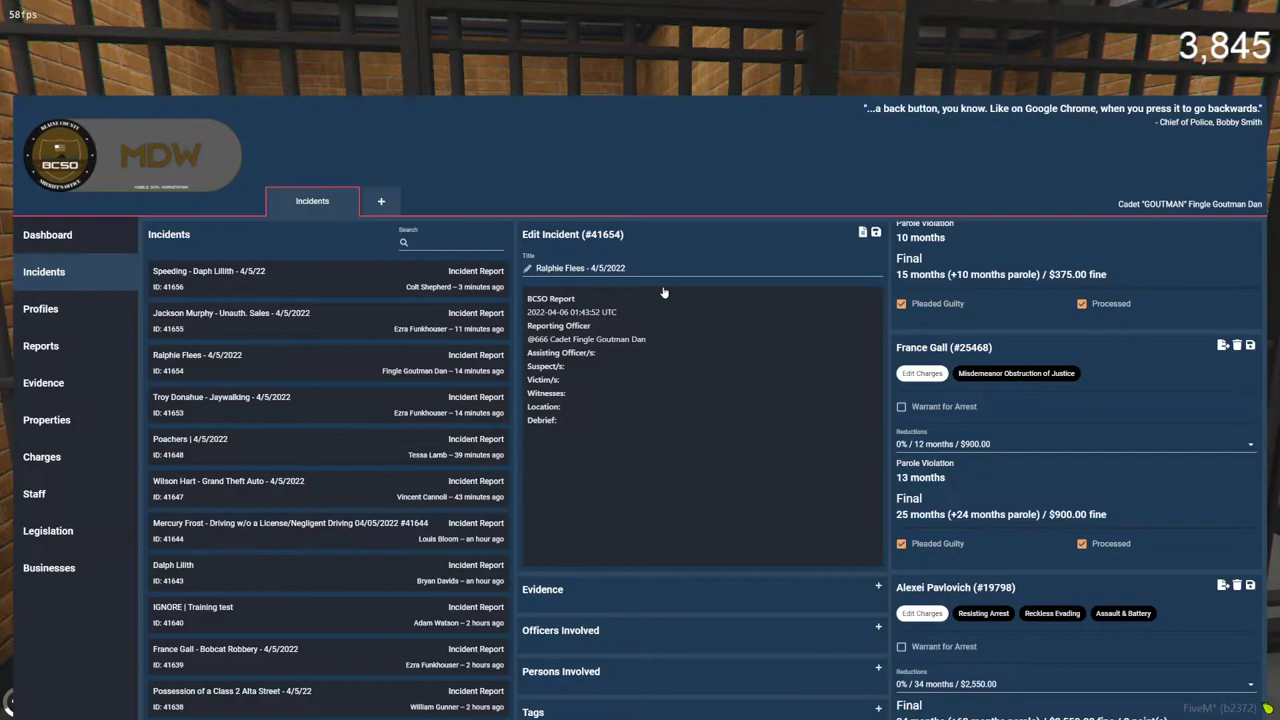 58fps
3,845
"...a back button, you know. Like on Google Chrome, when you press it to go backwards."
- Chief of Police, Bobby Smith
BLAINE COUNTY
BCSO
SHERIFF'S OFFICE
MDW
MOBILE DATA WORKSTATION
Incidents
+
Cadet "GOUTMAN" Fingle Goutman Dan
Dashboard
Incidents
Profiles
Reports
Evidence
Properties
Charges
Staff
Legislation
Businesses
Incidents
Search
Speeding - Daph Lillith - 4/5/22
Incident Report
ID: 41656
Colt Shepherd – 3 minutes ago
Jackson Murphy - Unauth. Sales - 4/5/2022
Incident Report
ID: 41655
Ezra Funkhouser – 11 minutes ago
Ralphie Flees - 4/5/2022
Incident Report
ID: 41654
Fingle Goutman Dan – 14 minutes ago
Troy Donahue - Jaywalking - 4/5/2022
Incident Report
ID: 41653
Ezra Funkhouser – 14 minutes ago
Poachers | 4/5/2022
Incident Report
ID: 41648
Tessa Lamb – 39 minutes ago
Wilson Hart - Grand Theft Auto - 4/5/2022
Incident Report
ID: 41647
Vincent Cannoli – 43 minutes ago
Mercury Frost - Driving w/o a License/Negligent Driving 04/05/2022 #41644
Incident Report
ID: 41644
Louis Bloom – an hour ago
Dalph Lilith
Incident Report
ID: 41643
Bryan Davids – an hour ago
IGNORE | Training test
Incident Report
ID: 41640
Adam Watson – 2 hours ago
France Gall - Bobcat Robbery - 4/5/2022
Incident Report
ID: 41639
Ezra Funkhouser – 2 hours ago
Possession of a Class 2 Alta Street - 4/5/22
Incident Report
ID: 41638
William Gunner – 2 hours ago
Edit Incident (#41654)
Title
Ralphie Flees - 4/5/2022
BCSO Report
2022-04-06 01:43:52 UTC
Reporting Officer
@666 Cadet Fingle Goutman Dan
Assisting Officer/s:
Suspect/s:
Victim/s:
Witnesses:
Location:
Debrief:
Evidence
+
Officers Involved
+
Persons Involved
+
Tags
+
Parole Violation
10 months
Final
15 months (+10 months parole) / $375.00 fine
Pleaded Guilty
Processed
France Gall (#25468)
Edit Charges
Misdemeanor Obstruction of Justice
Warrant for Arrest
Reductions
0% / 12 months / $900.00
Parole Violation
13 months
Final
25 months (+24 months parole) / $900.00 fine
Pleaded Guilty
Processed
Alexei Pavlovich (#19798)
Edit Charges
Resisting Arrest
Reckless Evading
Assault & Battery
Warrant for Arrest
Reductions
0% / 34 months / $2,550.00
Final
FiveM* (b2372)